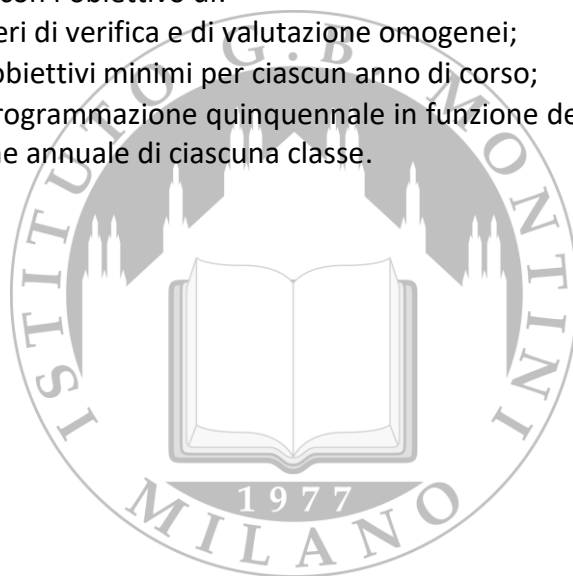 con l'obiettivo di:
eri di verifica e di valutazione omogenei;
obiettivi minimi per ciascun anno di corso;
rogrammazione quinquennale in funzione de
ne annuale di ciascuna classe.
ISTITUTO G.B. MONTINI
1977
MILANO